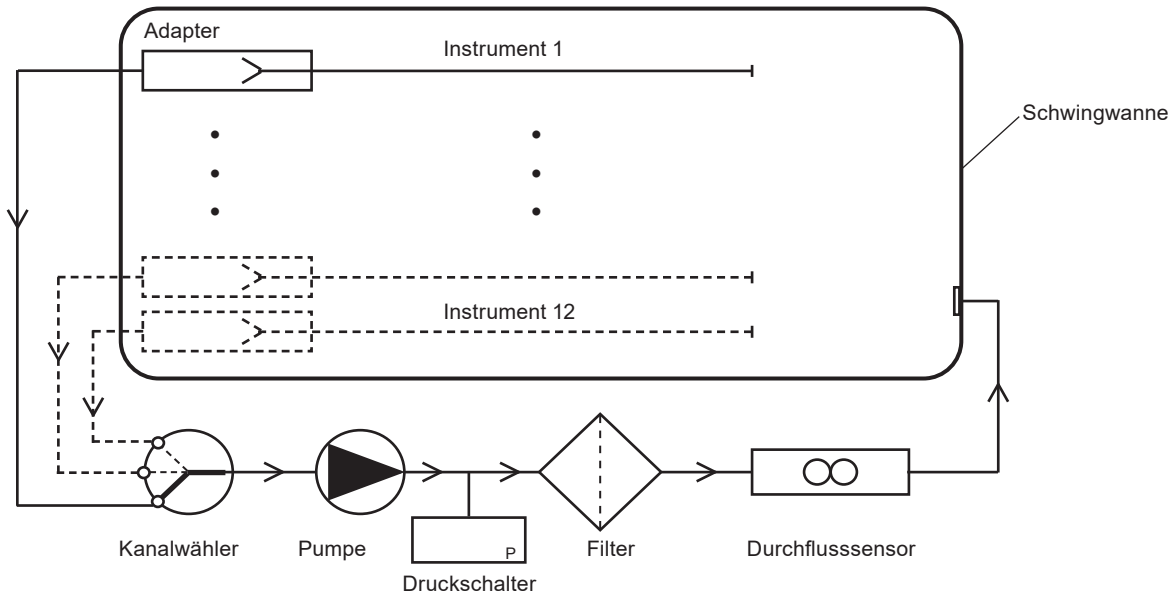 Adapter
Instrument 1
Schwingwanne
Instrument 12
Kanalwähler
Pumpe
P
Druckschalter
Filter
Durchflusssensor